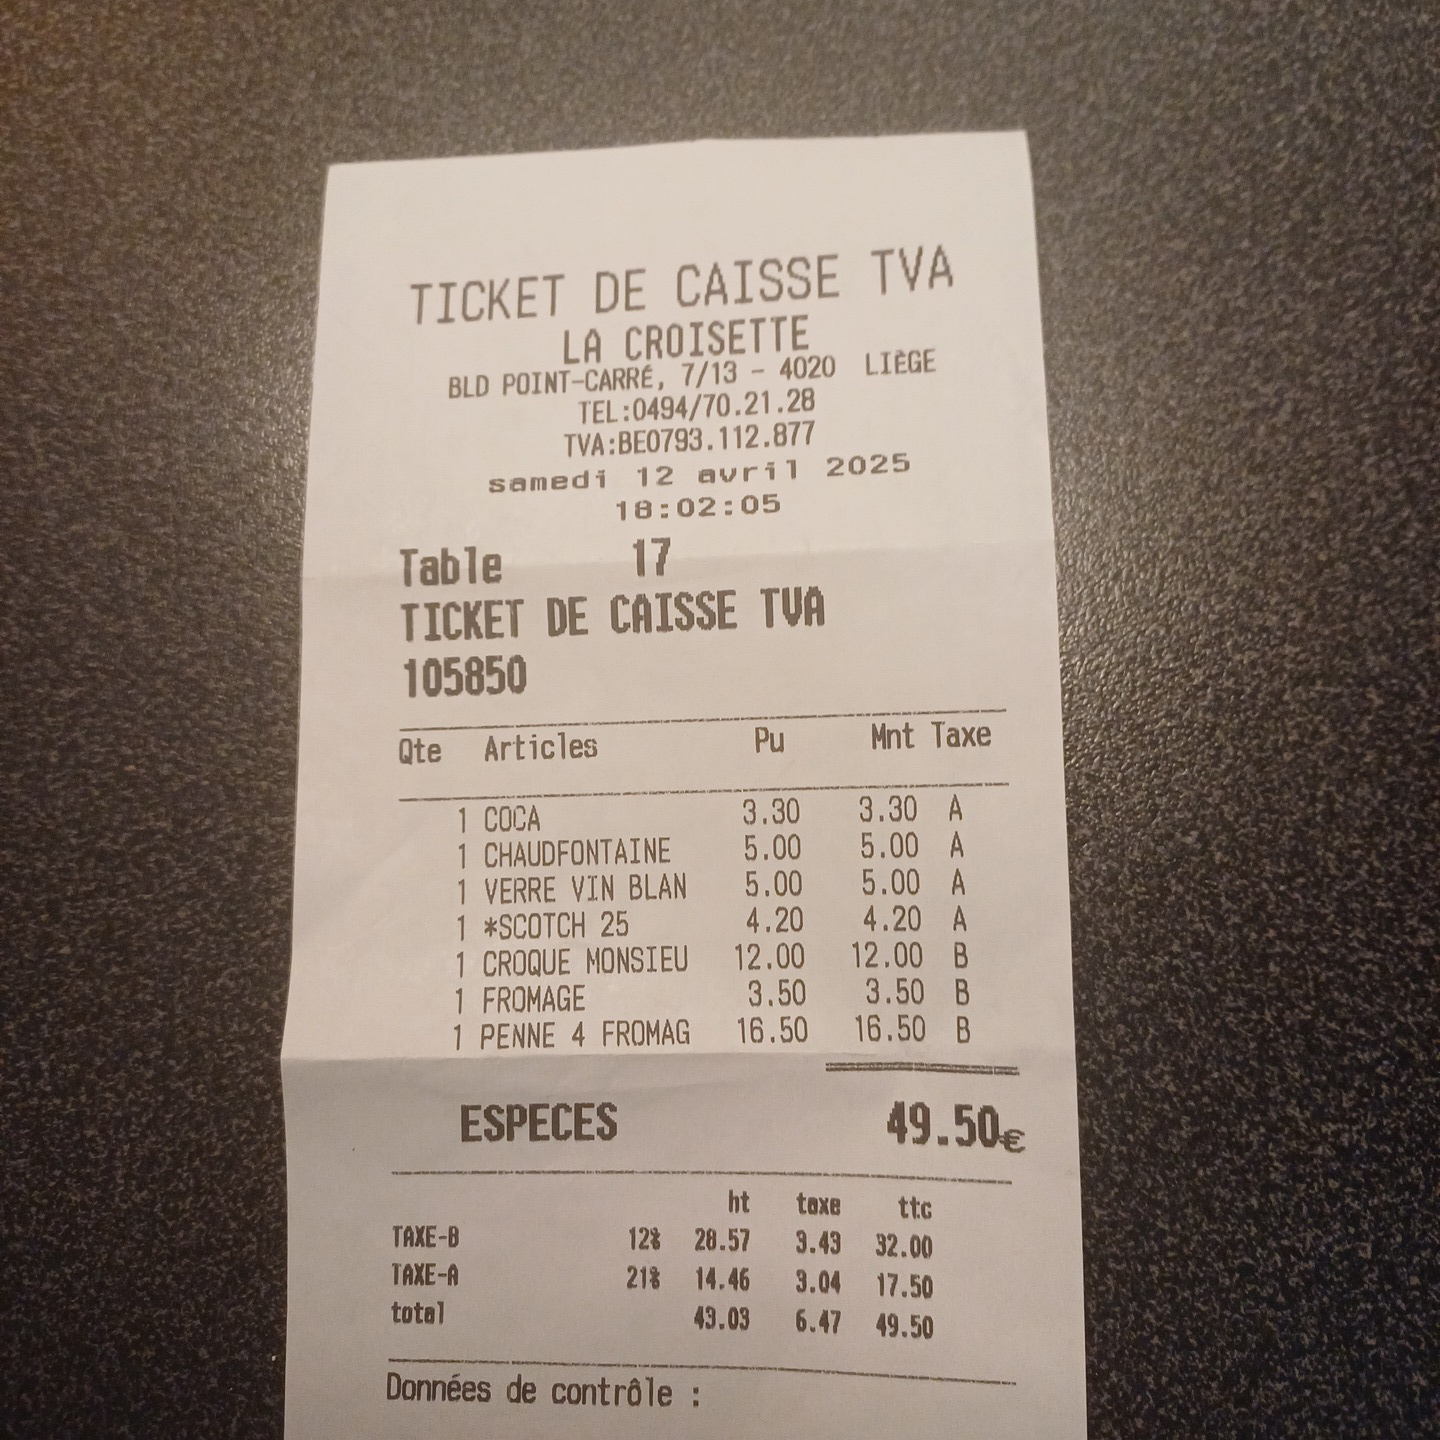 TICKET DE CAISSE TVA
LA CROISETTE
BLD POINT-CARRÉ, 7/13 - 4020 LIÈGE
TEL:0494/70.21.28
TVA:BE0793.112.877
samedi 12 avril 2025
18:02:05
Table 17
TICKET DE CAISSE TVA
105850
Qte Articles Pu Mnt Taxe
1 COCA 3.30 3.30 A
1 CHAUDFONTAINE 5.00 5.00 A
1 VERRE VIN BLAN 5.00 5.00 A
1 *SCOTCH 25 4.20 4.20 A
1 CROQUE MONSIEU 12.00 12.00 B
1 FROMAGE 3.50 3.50 B
1 PENNE 4 FROMAG 16.50 16.50 B
ESPECES 49.50€
ht taxe ttc
TAXE-B 12% 28.57 3.43 32.00
TAXE-A 21% 14.46 3.04 17.50
total 43.03 6.47 49.50
Données de contrôle :